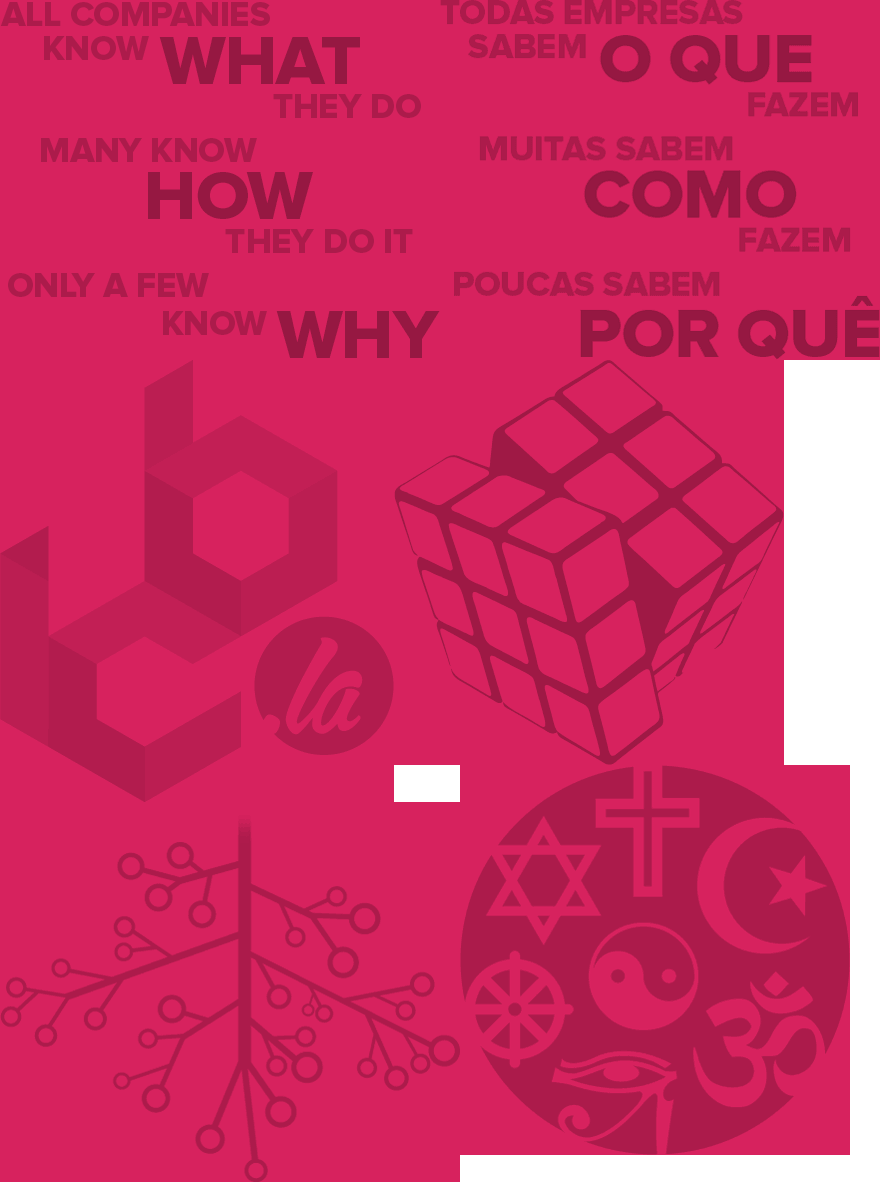 ALL COMPANIES
KNOW WHAT
THEY DO
MANY KNOW
HOW
THEY DO IT
ONLY A FEW
KNOW WHY
TODAS EMPRESAS
SABEM O QUE
FAZEM
MUITAS SABEM
COMO
FAZEM
POUCAS SABEM
POR QUÊ
.la
ॐ